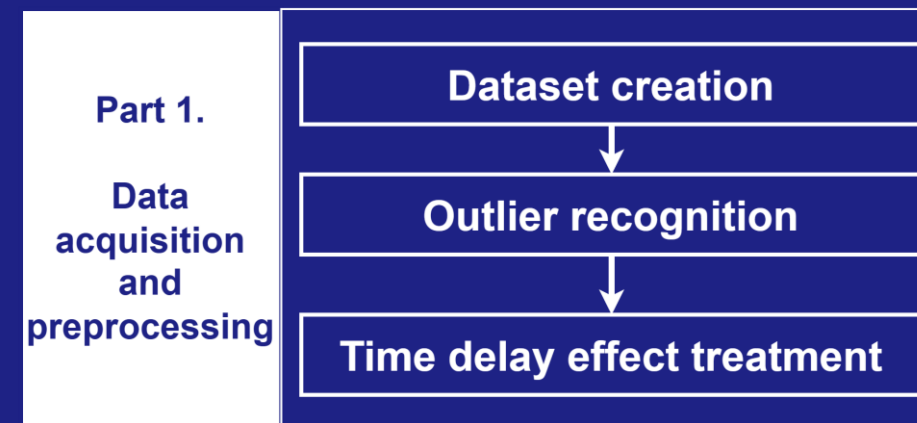 Part 1.
Data
acquisition
and
preprocessing
Dataset creation
Outlier recognition
Time delay effect treatment